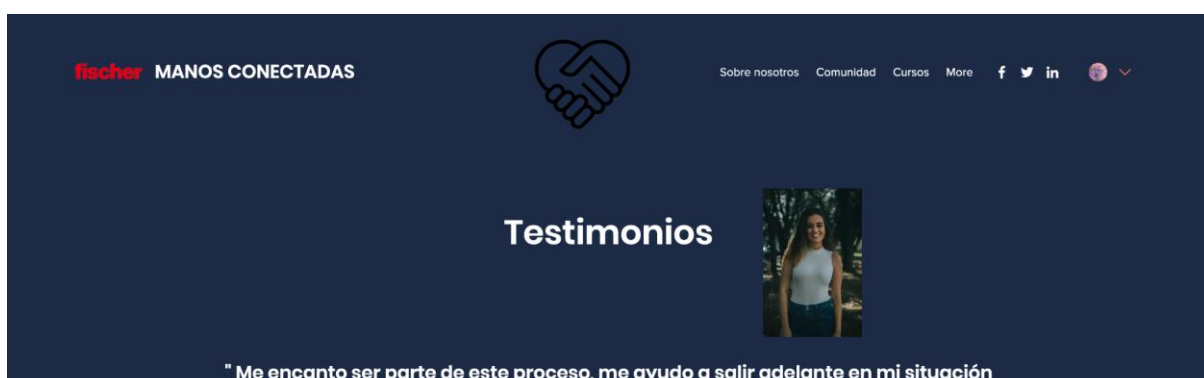 fischer MANOS CONECTADAS
Sobre nosotros Comunidad Cursos More f in
Testimonios
" Me encanto ser parte de este proceso, me ayudo a salir adelante en mi situación